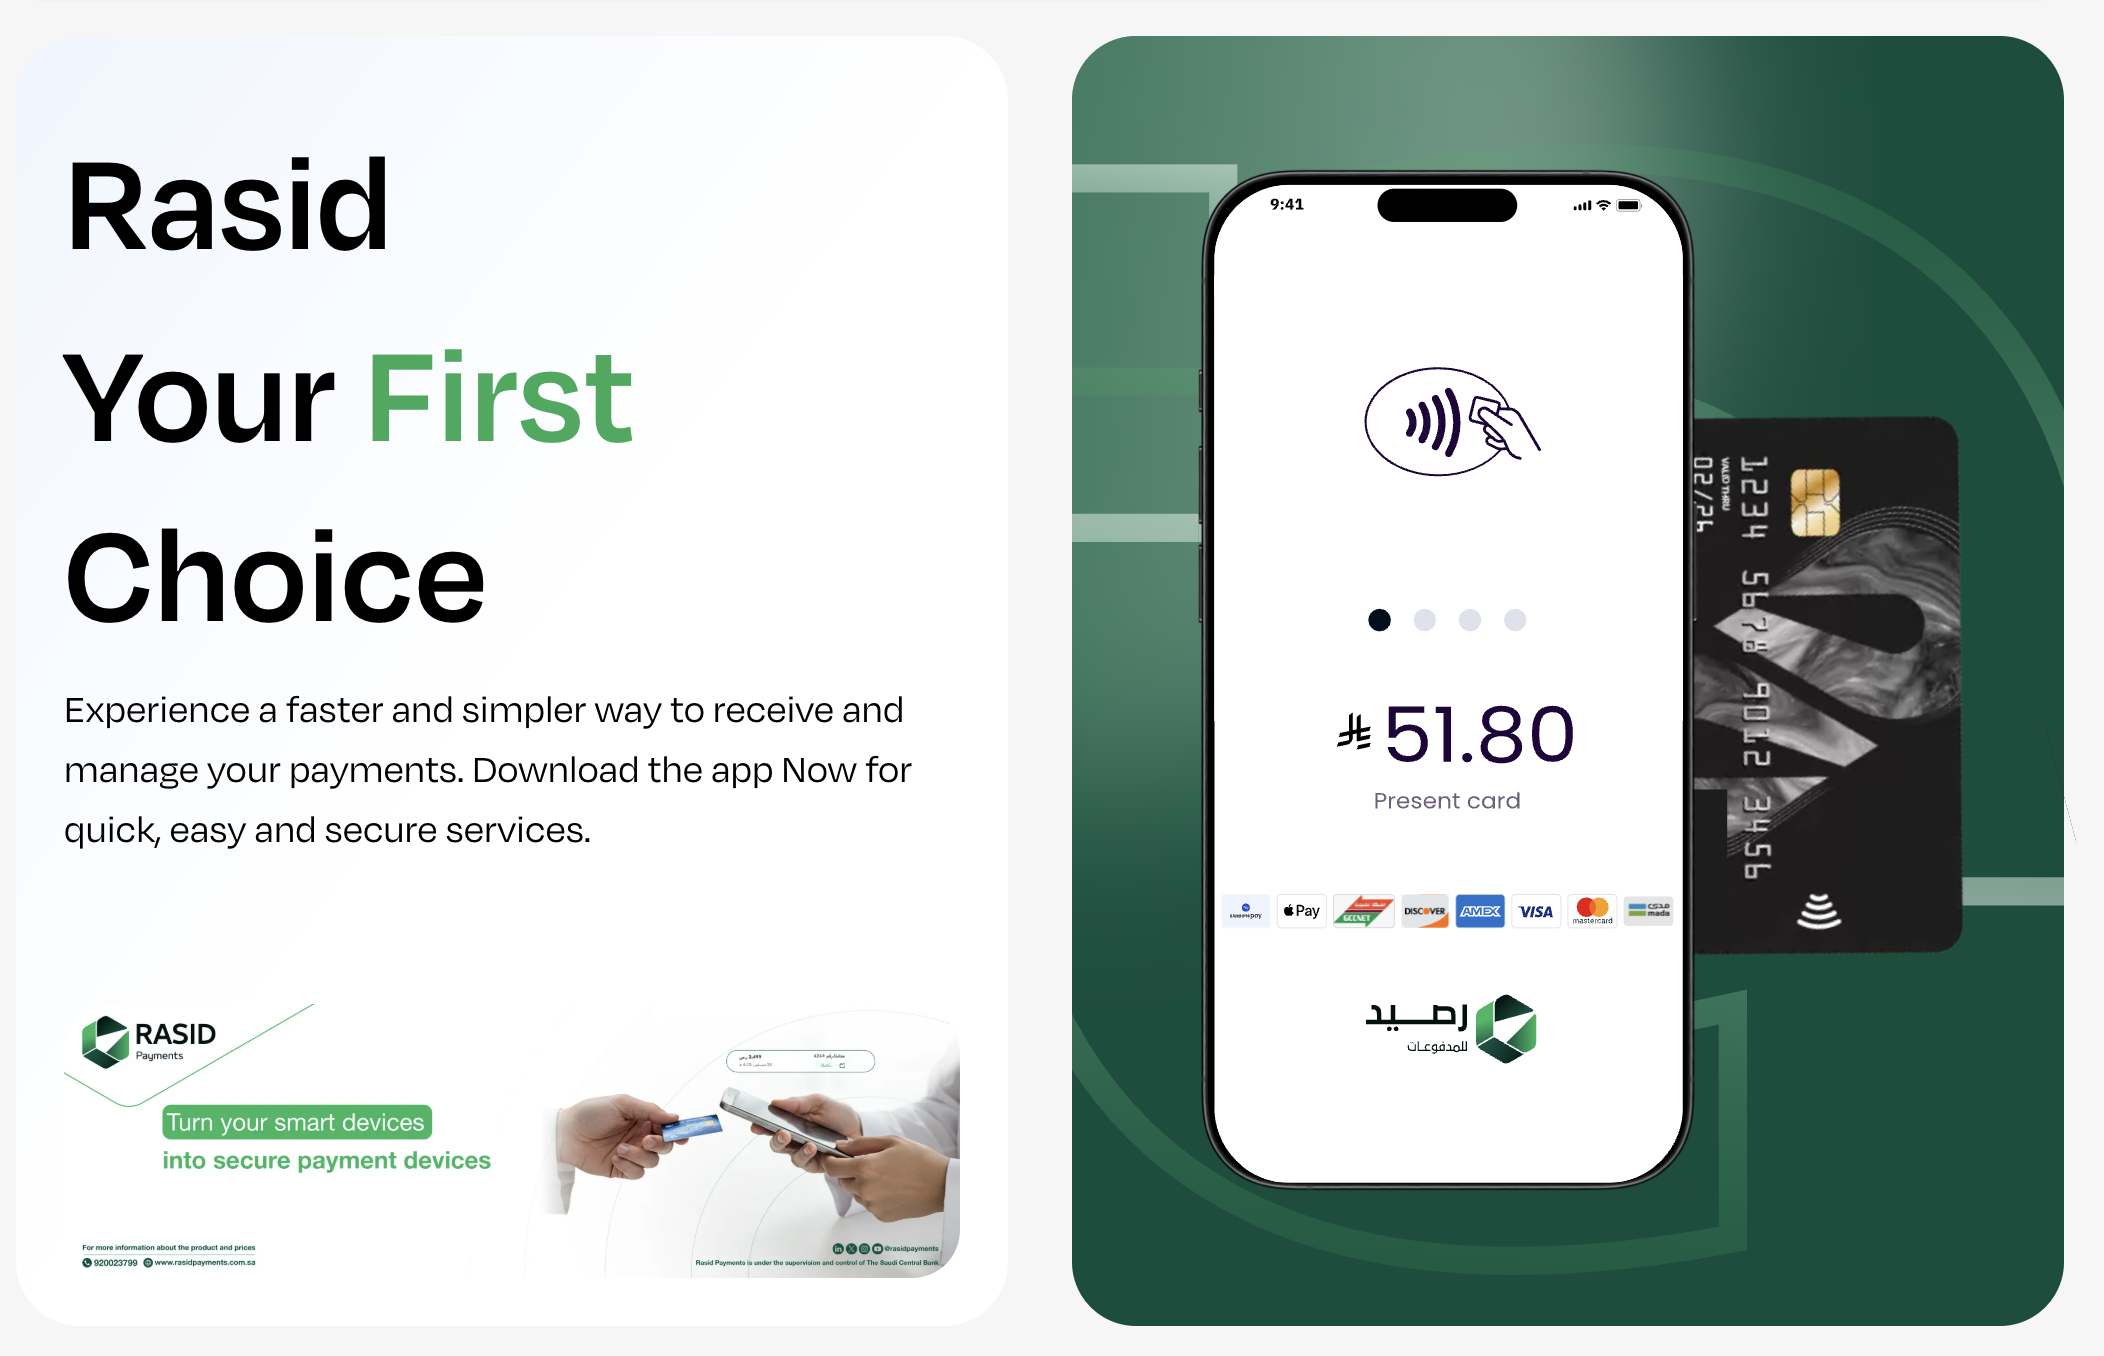 Rasid
Your First
Choice
Experience a faster and simpler way to receive and
manage your payments. Download the app Now for
quick, easy and secure services.
RASID
Payments
Turn your smart devices
into secure payment devices
For more information about the product and prices
920023799 www.rasidpayments.com.sa
@rasidpayments
Rasid Payments is under the supervision and control of The Saudi Central Bank
9:41
51.80
Present card
Pay
GCCNET
DISCOVER
AMEX
VISA
mastercard
مدى
mada
رصـيد
للمدفوعات
1234 5678 9012 3456
VALID THRU
02/26